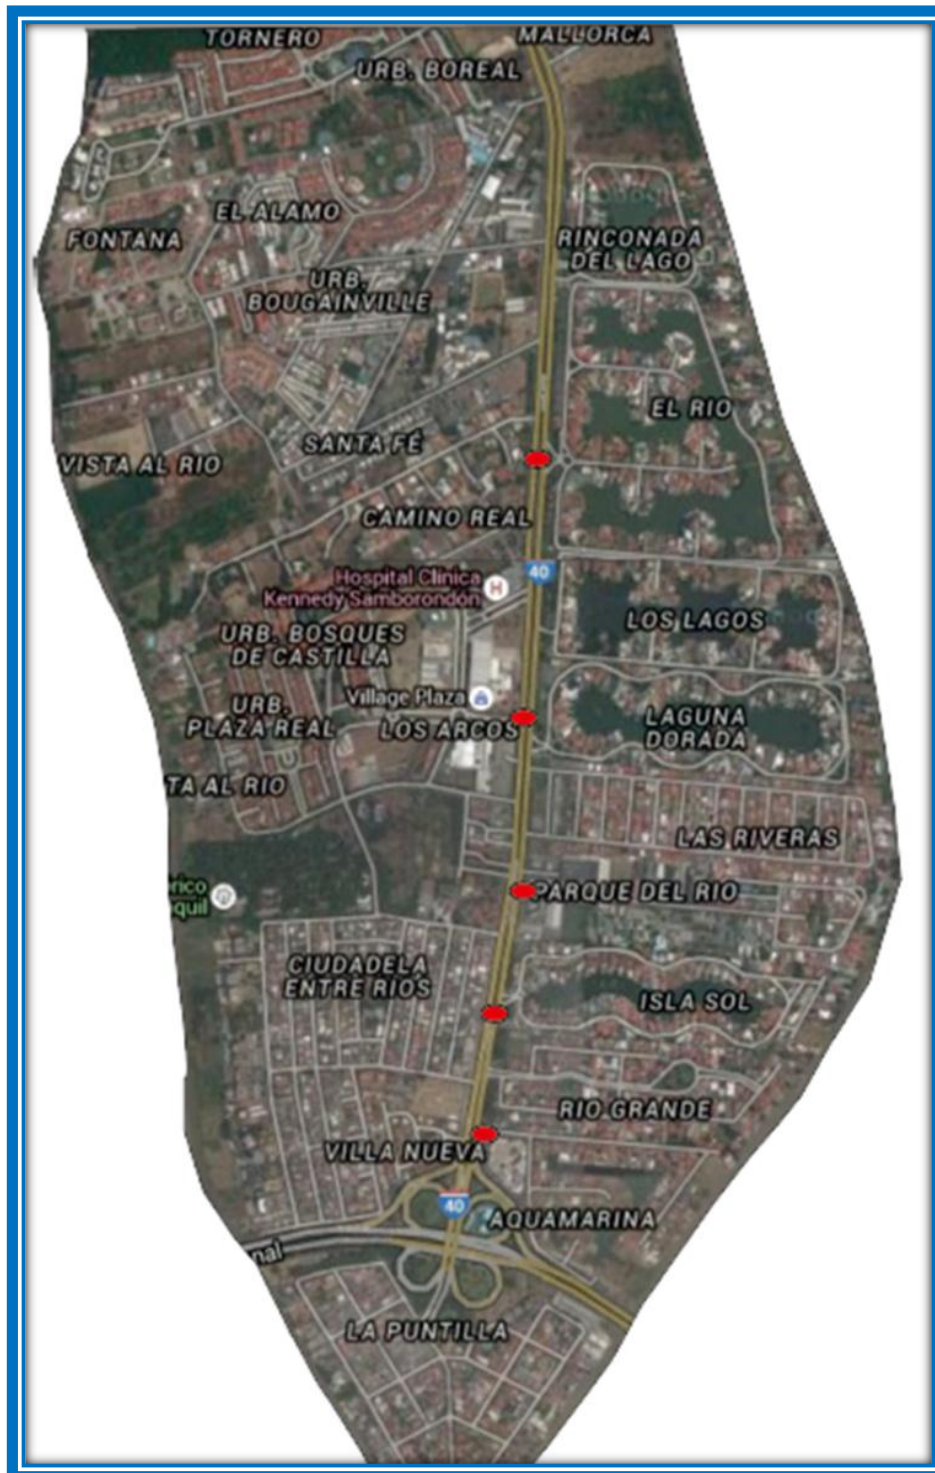 TORNERO
MALLORCA
URB. BOREAL
EL ALAMO
FONTANA
RINCONADA
DEL LAGO
URB.
BOUGAINVILLE
EL RIO
SANTA FÉ
VISTA AL RIO
CAMINO REAL
40
Hospital Clínica
Kennedy Samborondón
H
LOS LAGOS
URB. BOSQUES
DE CASTILLA
Village Plaza
URB.
PLAZA REAL
LOS ARCOS
LAGUNA
DORADA
TA AL RIO
LAS RIVERAS
rico
quil
PARQUE DEL RIO
CIUDADELA
ENTRE RIOS
ISLA SOL
RIO GRANDE
VILLA NUEVA
40
AQUAMARINA
nal
LA PUNTILLA